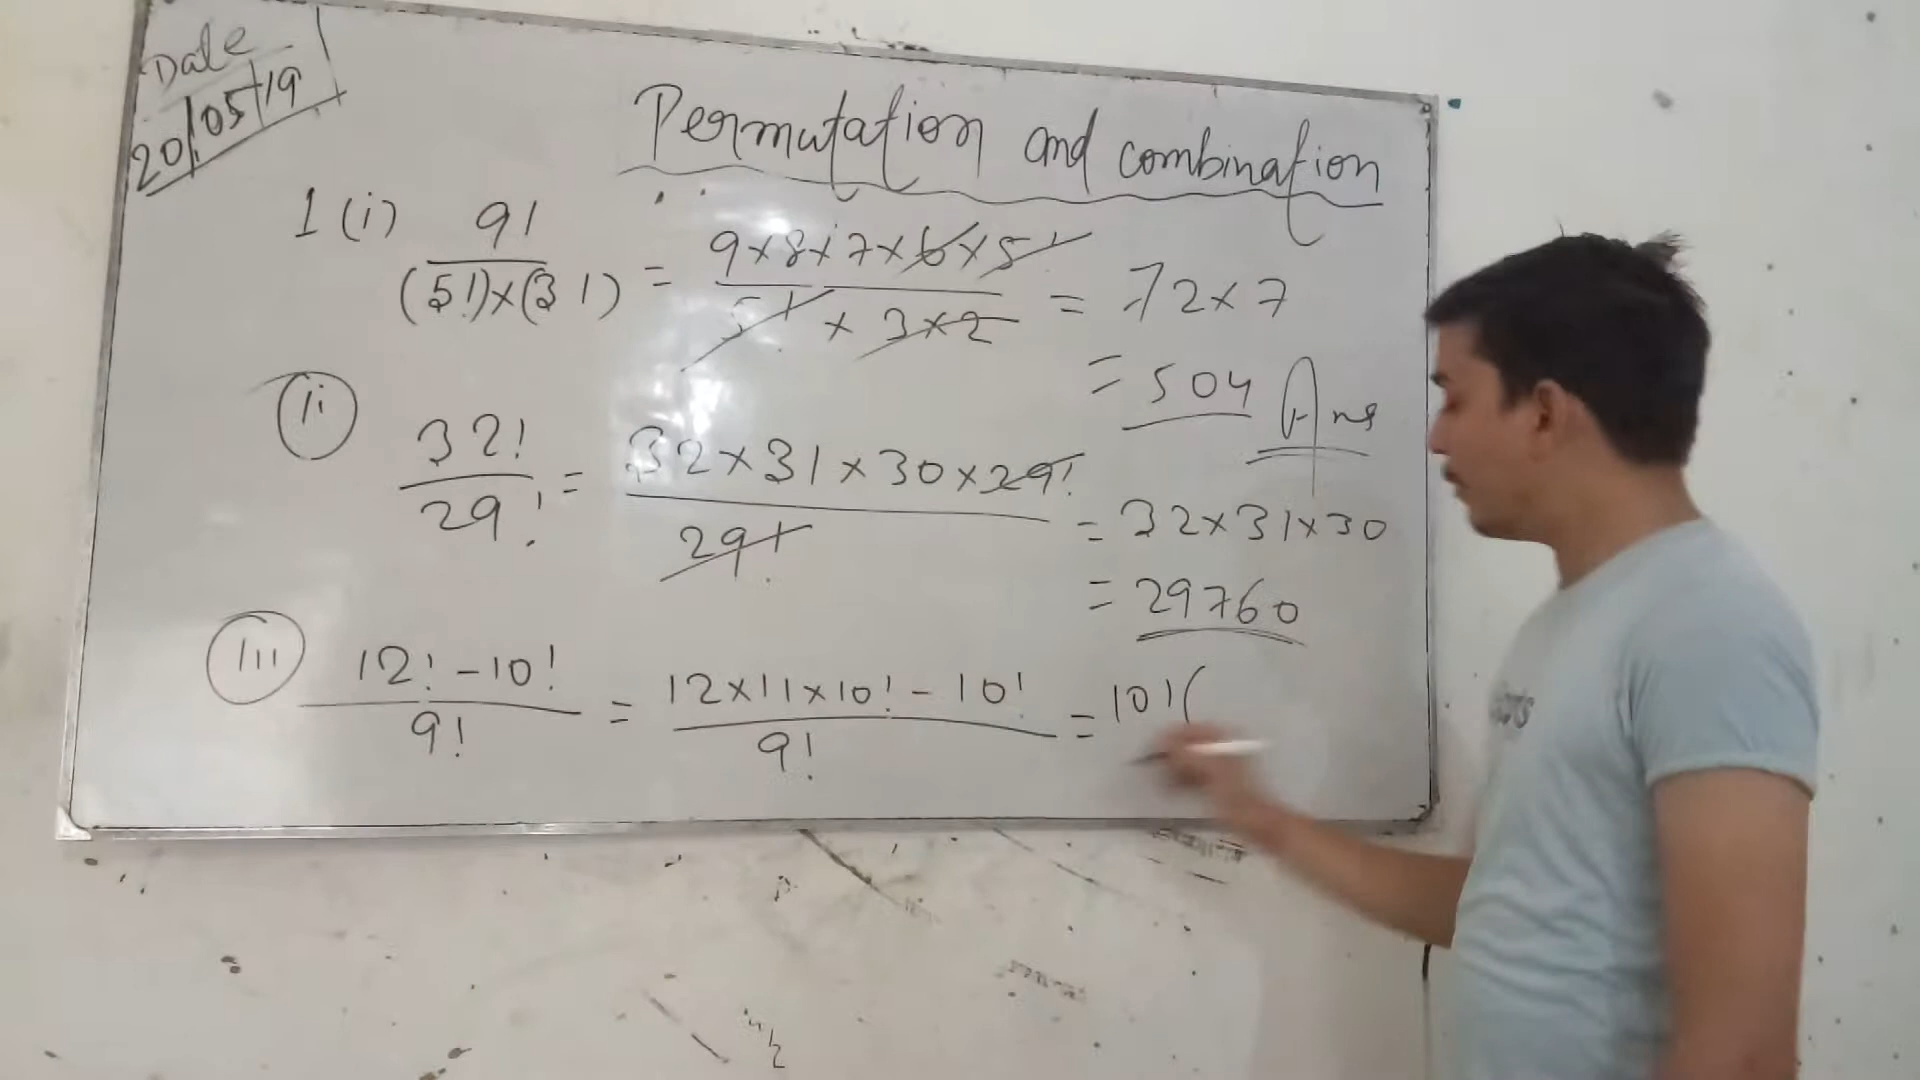 Date
20/05/19
Permutation and combination
1 (i) 9! / (5!)×(3!) = 9×8×7×6×5! / 5! × 3×2 = 72×7
= 504 Ans
(ii) 32! / 29! = 32×31×30×29! / 29! = 32×31×30
= 29760
(iii) 12! - 10! / 9! = 12×11×10! - 10! / 9! = 10!(